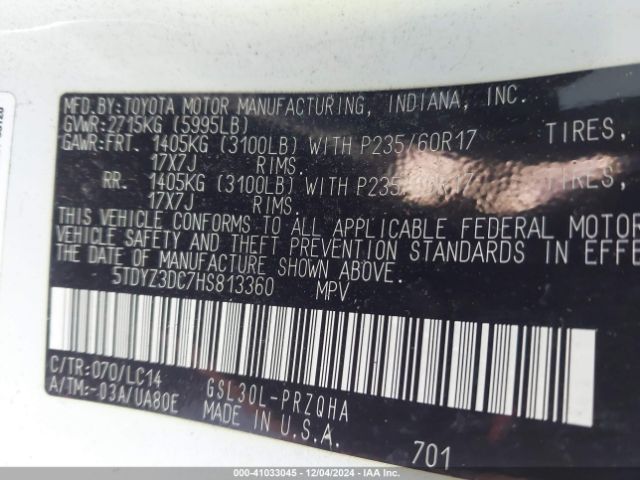 MFD.BY:TOYOTA MOTOR MANUFACTURING, INDIANA, INC.
GVWR:2715KG (5995LB)
GAWR:FRT. 1405KG (3100LB) WITH P235/60R17 TIRES,
17X7J RIMS.
RR. 1405KG (3100LB) WITH P235/60R17 TIRES,
17X7J RIMS.
THIS VEHICLE CONFORMS TO ALL APPLICABLE FEDERAL MOTOR
VEHICLE SAFETY AND THEFT PREVENTION STANDARDS IN EFFE
THE DATE OF MANUFACTURE SHOWN ABOVE.
5TDYZ3DC7HS813360 MPV
C/TR:070/LC14
A/TM:-03A/UA80E
GSL30L-PRZQHA
MADE IN
U.S.A.
701
000-41033045 - 12/04/2024 - IAA Inc.